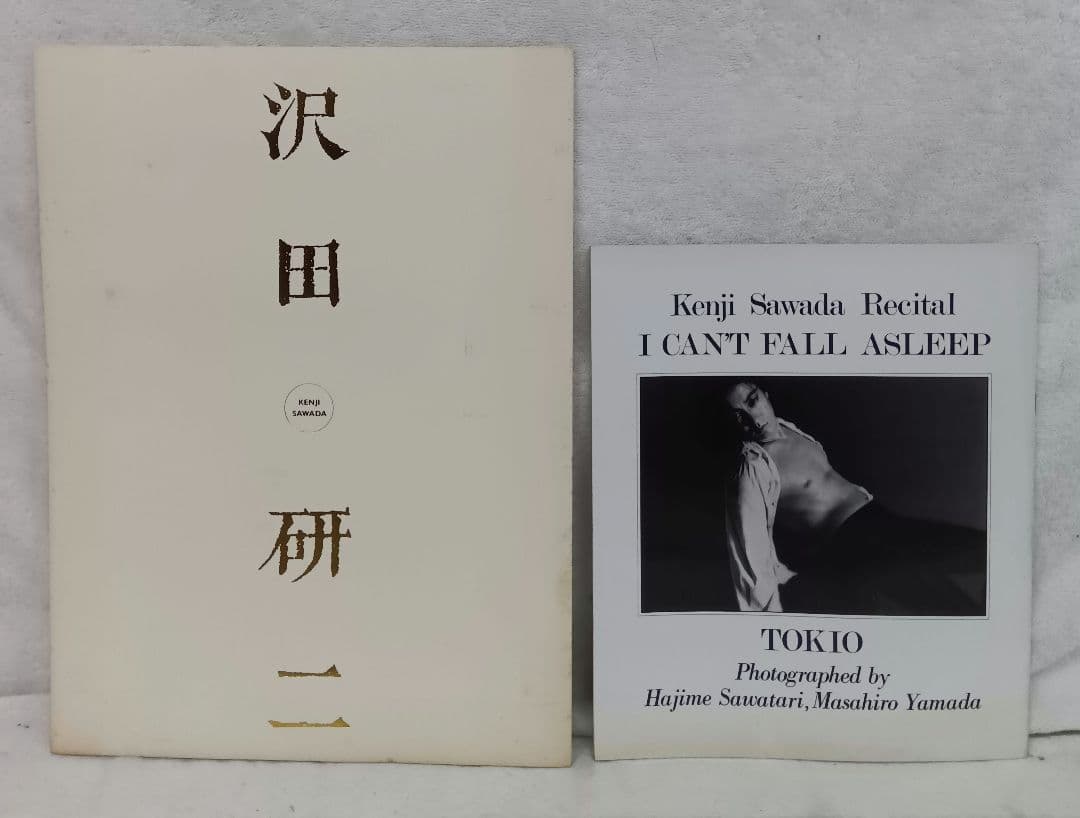 沢田研二
KENJI
SAWADA
Kenji Sawada Recital
I CAN'T FALL ASLEEP
TOKIO
Photographed by
Hajime Sawatari, Masahiro Yamada